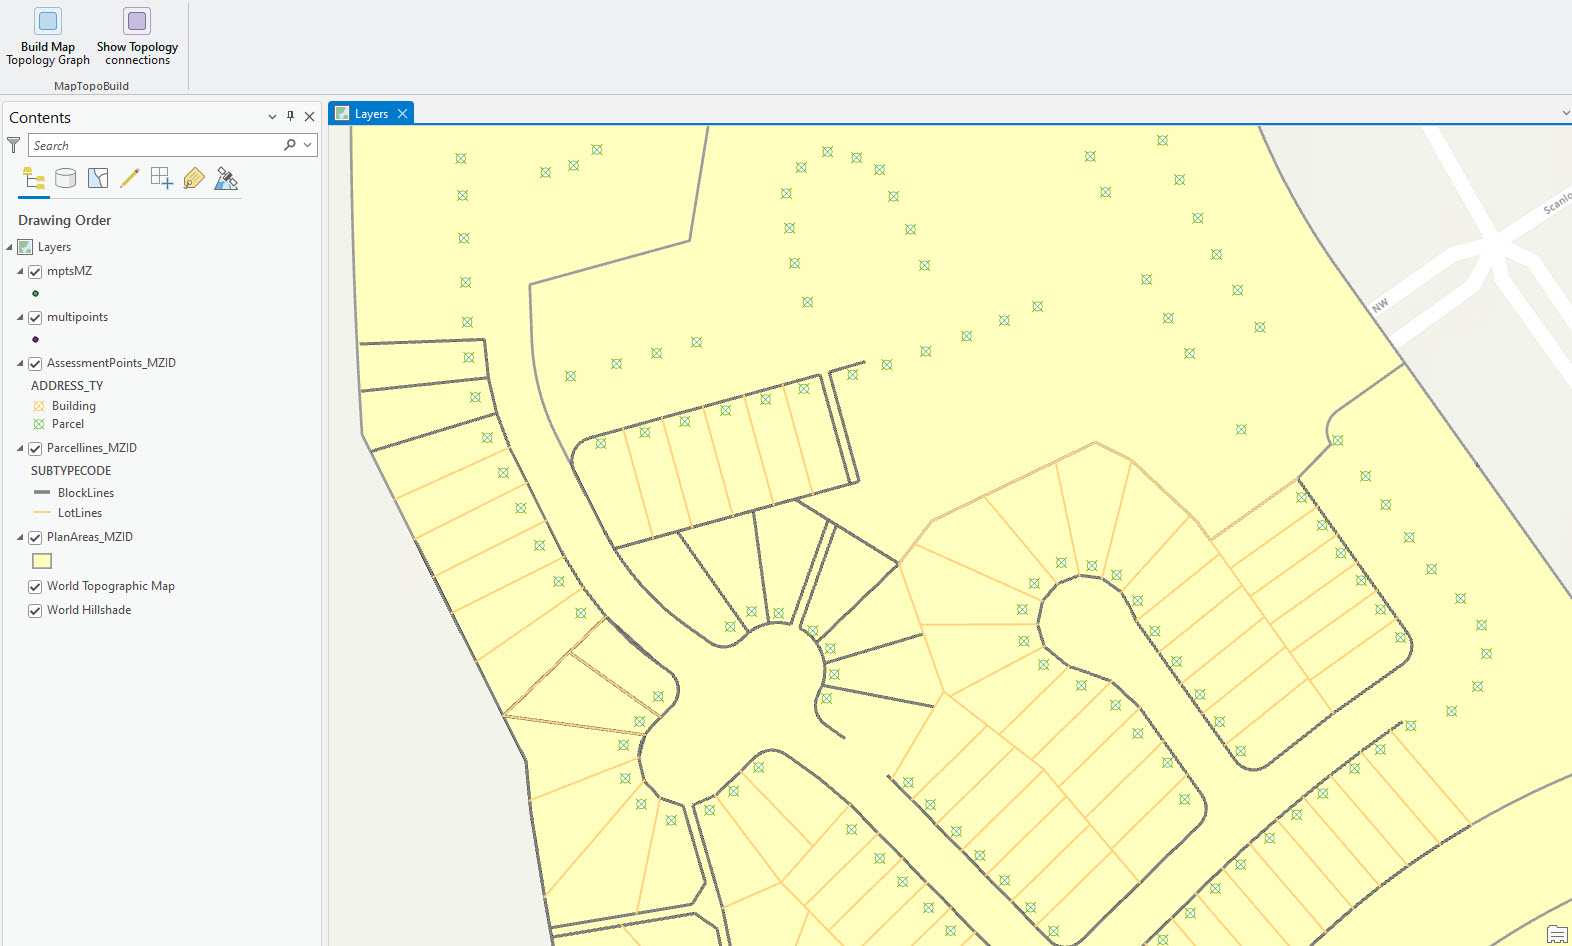 Build Map
Topology Graph
Show Topology
connections
MapTopoBuild
Contents
Search
Drawing Order
Layers
mptsMZ
multipoints
AssessmentPoints_MZID
ADDRESS_TY
Building
Parcel
Parcellines_MZID
SUBTYPECODE
BlockLines
LotLines
PlanAreas_MZID
World Topographic Map
World Hillshade
Layers
Scanlo
NW